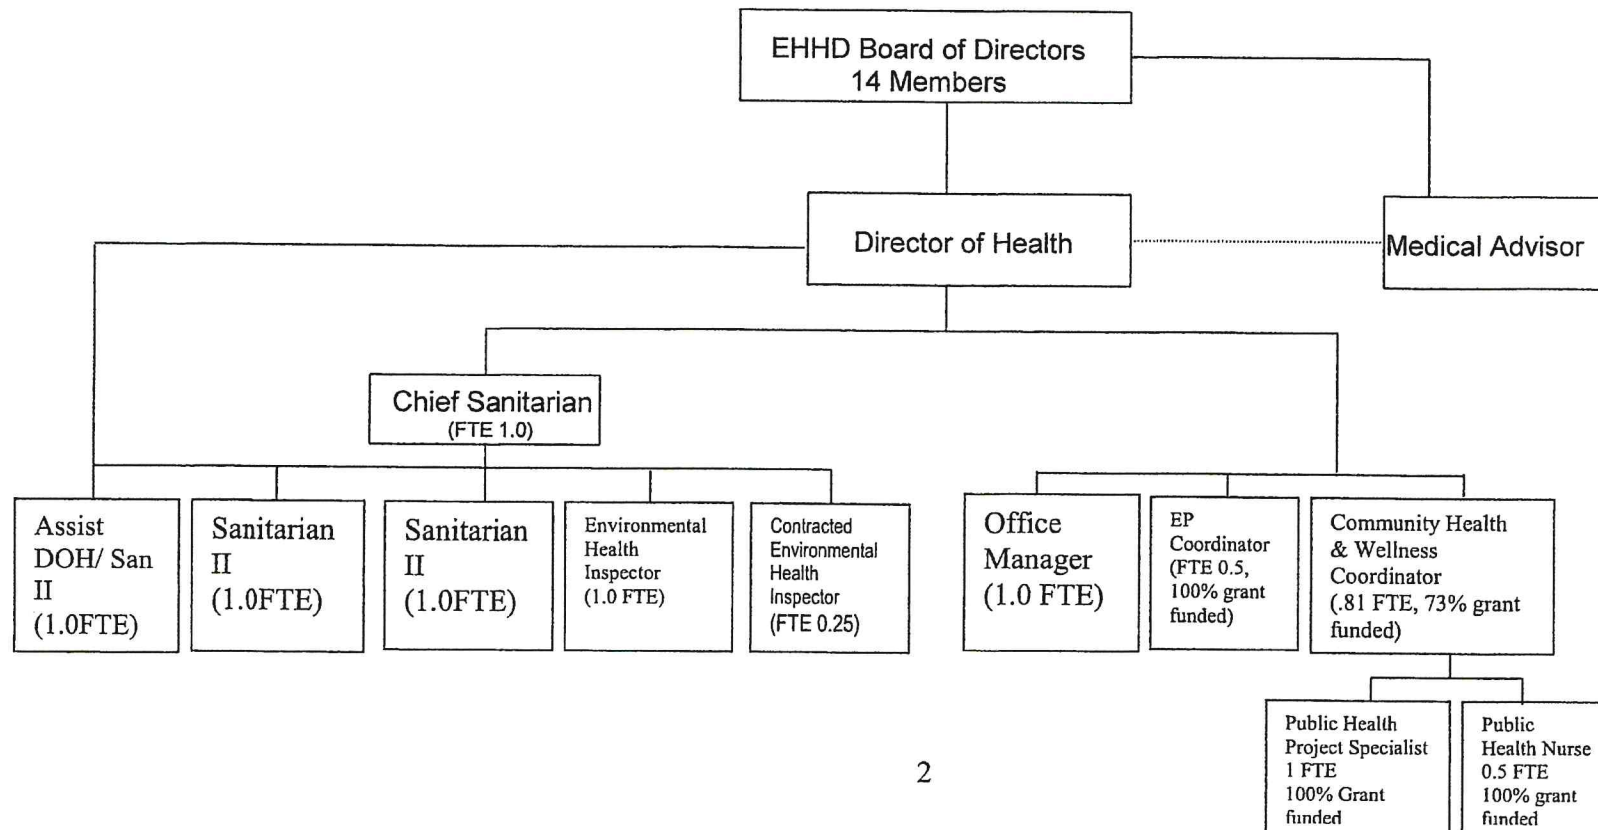 EHHD Board of Directors
14 Members
Director of Health
Medical Advisor
Chief Sanitarian
(FTE 1.0)
Assist
DOH/ San
II
(1.0FTE)
Sanitarian
II
(1.0FTE)
Sanitarian
II
(1.0FTE)
Environmental
Health
Inspector
(1.0 FTE)
Contracted
Environmental
Health
Inspector
(FTE 0.25)
Office
Manager
(1.0 FTE)
EP
Coordinator
(FTE 0.5,
100% grant
funded)
Community Health
& Wellness
Coordinator
(.81 FTE, 73% grant
funded)
Public Health
Project Specialist
1 FTE
100% Grant
funded
Public
Health Nurse
0.5 FTE
100% grant
funded
2